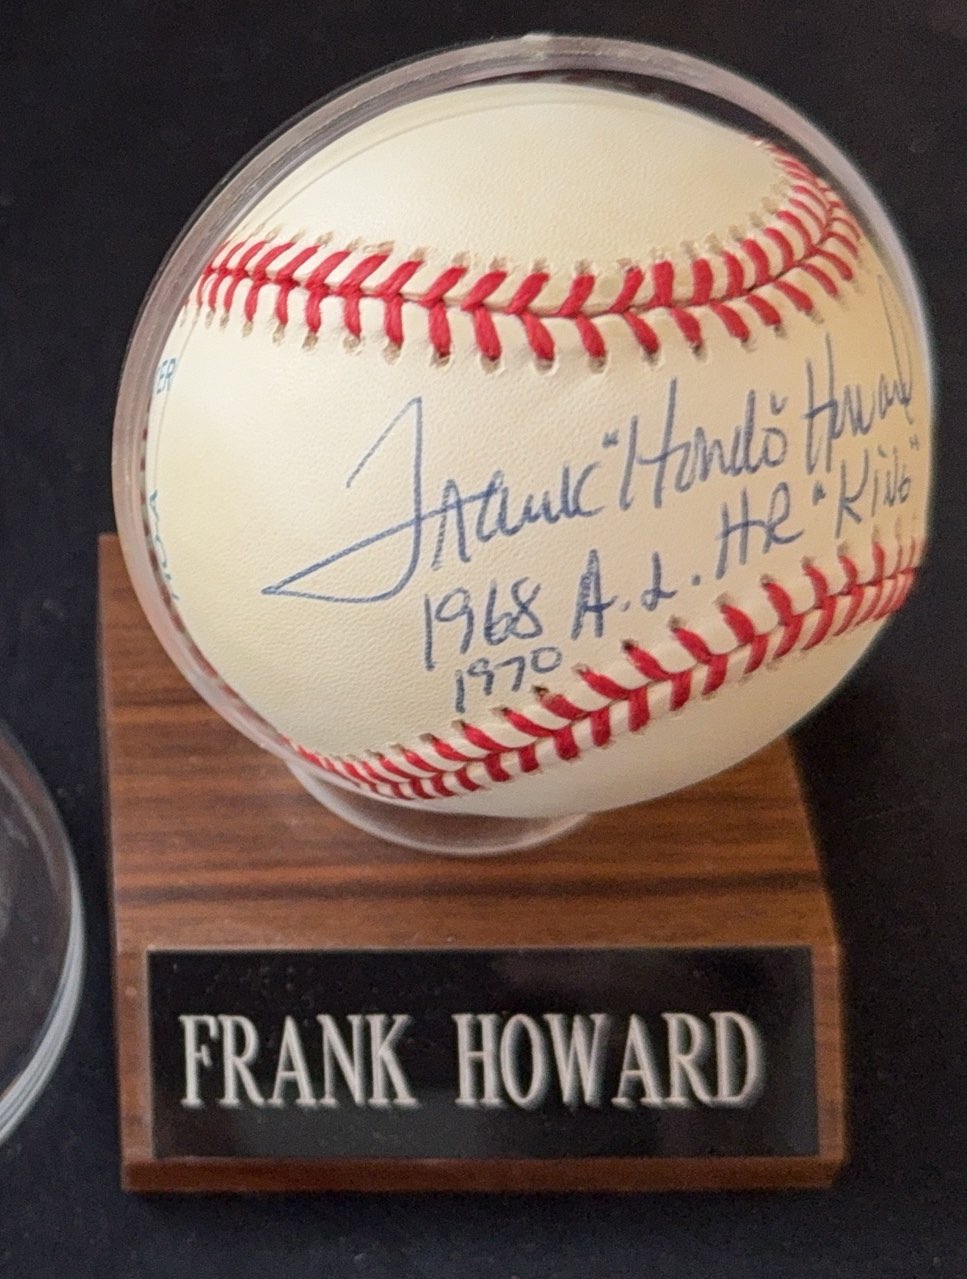 Frank "Hondo" Howard
1968 A.L. HR "KING"
1970
FRANK HOWARD